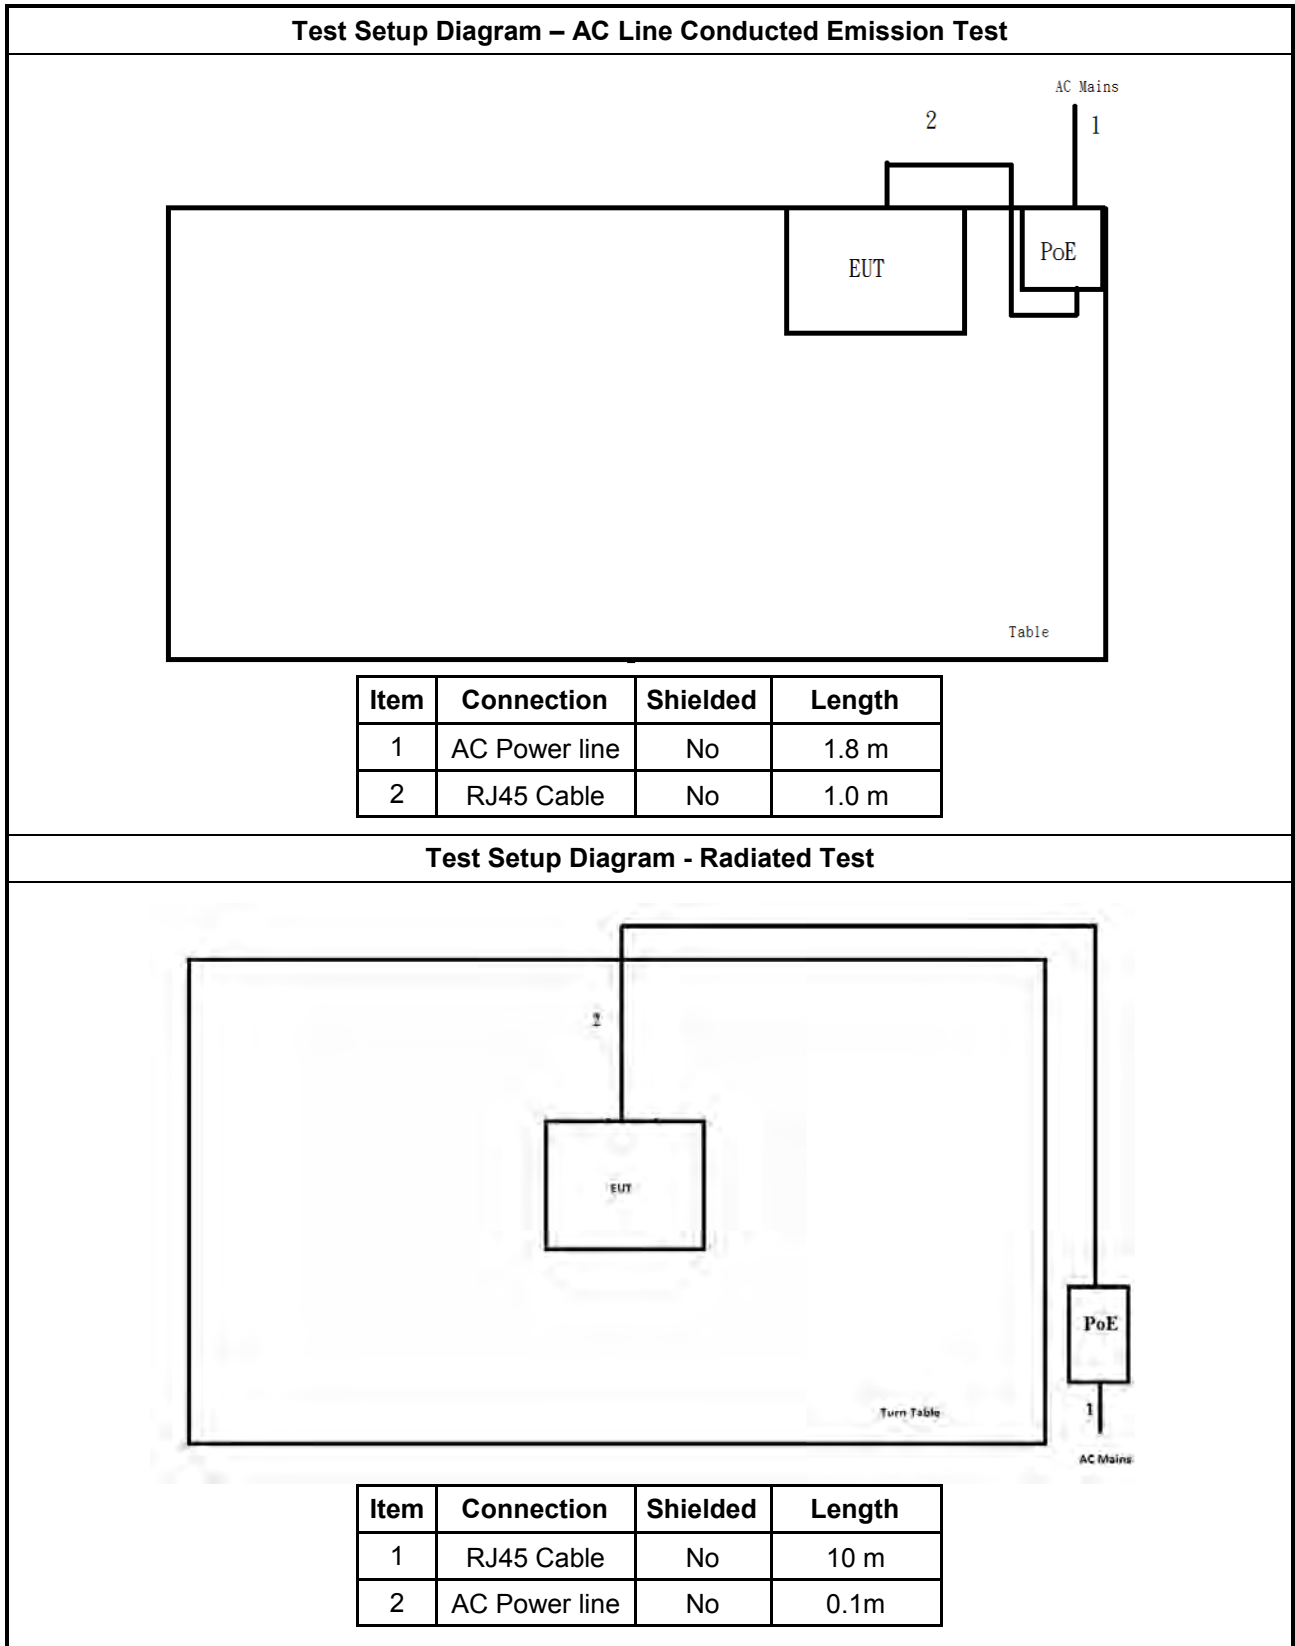 Test Setup Diagram – AC Line Conducted Emission Test
AC Mains
2
1
EUT
PoE
Table
Item Connection Shielded Length
1 AC Power line No 1.8 m
2 RJ45 Cable No 1.0 m
Test Setup Diagram - Radiated Test
2
EUT
PoE
Turn Table
1
AC Mains
Item Connection Shielded Length
1 RJ45 Cable No 10 m
2 AC Power line No 0.1m